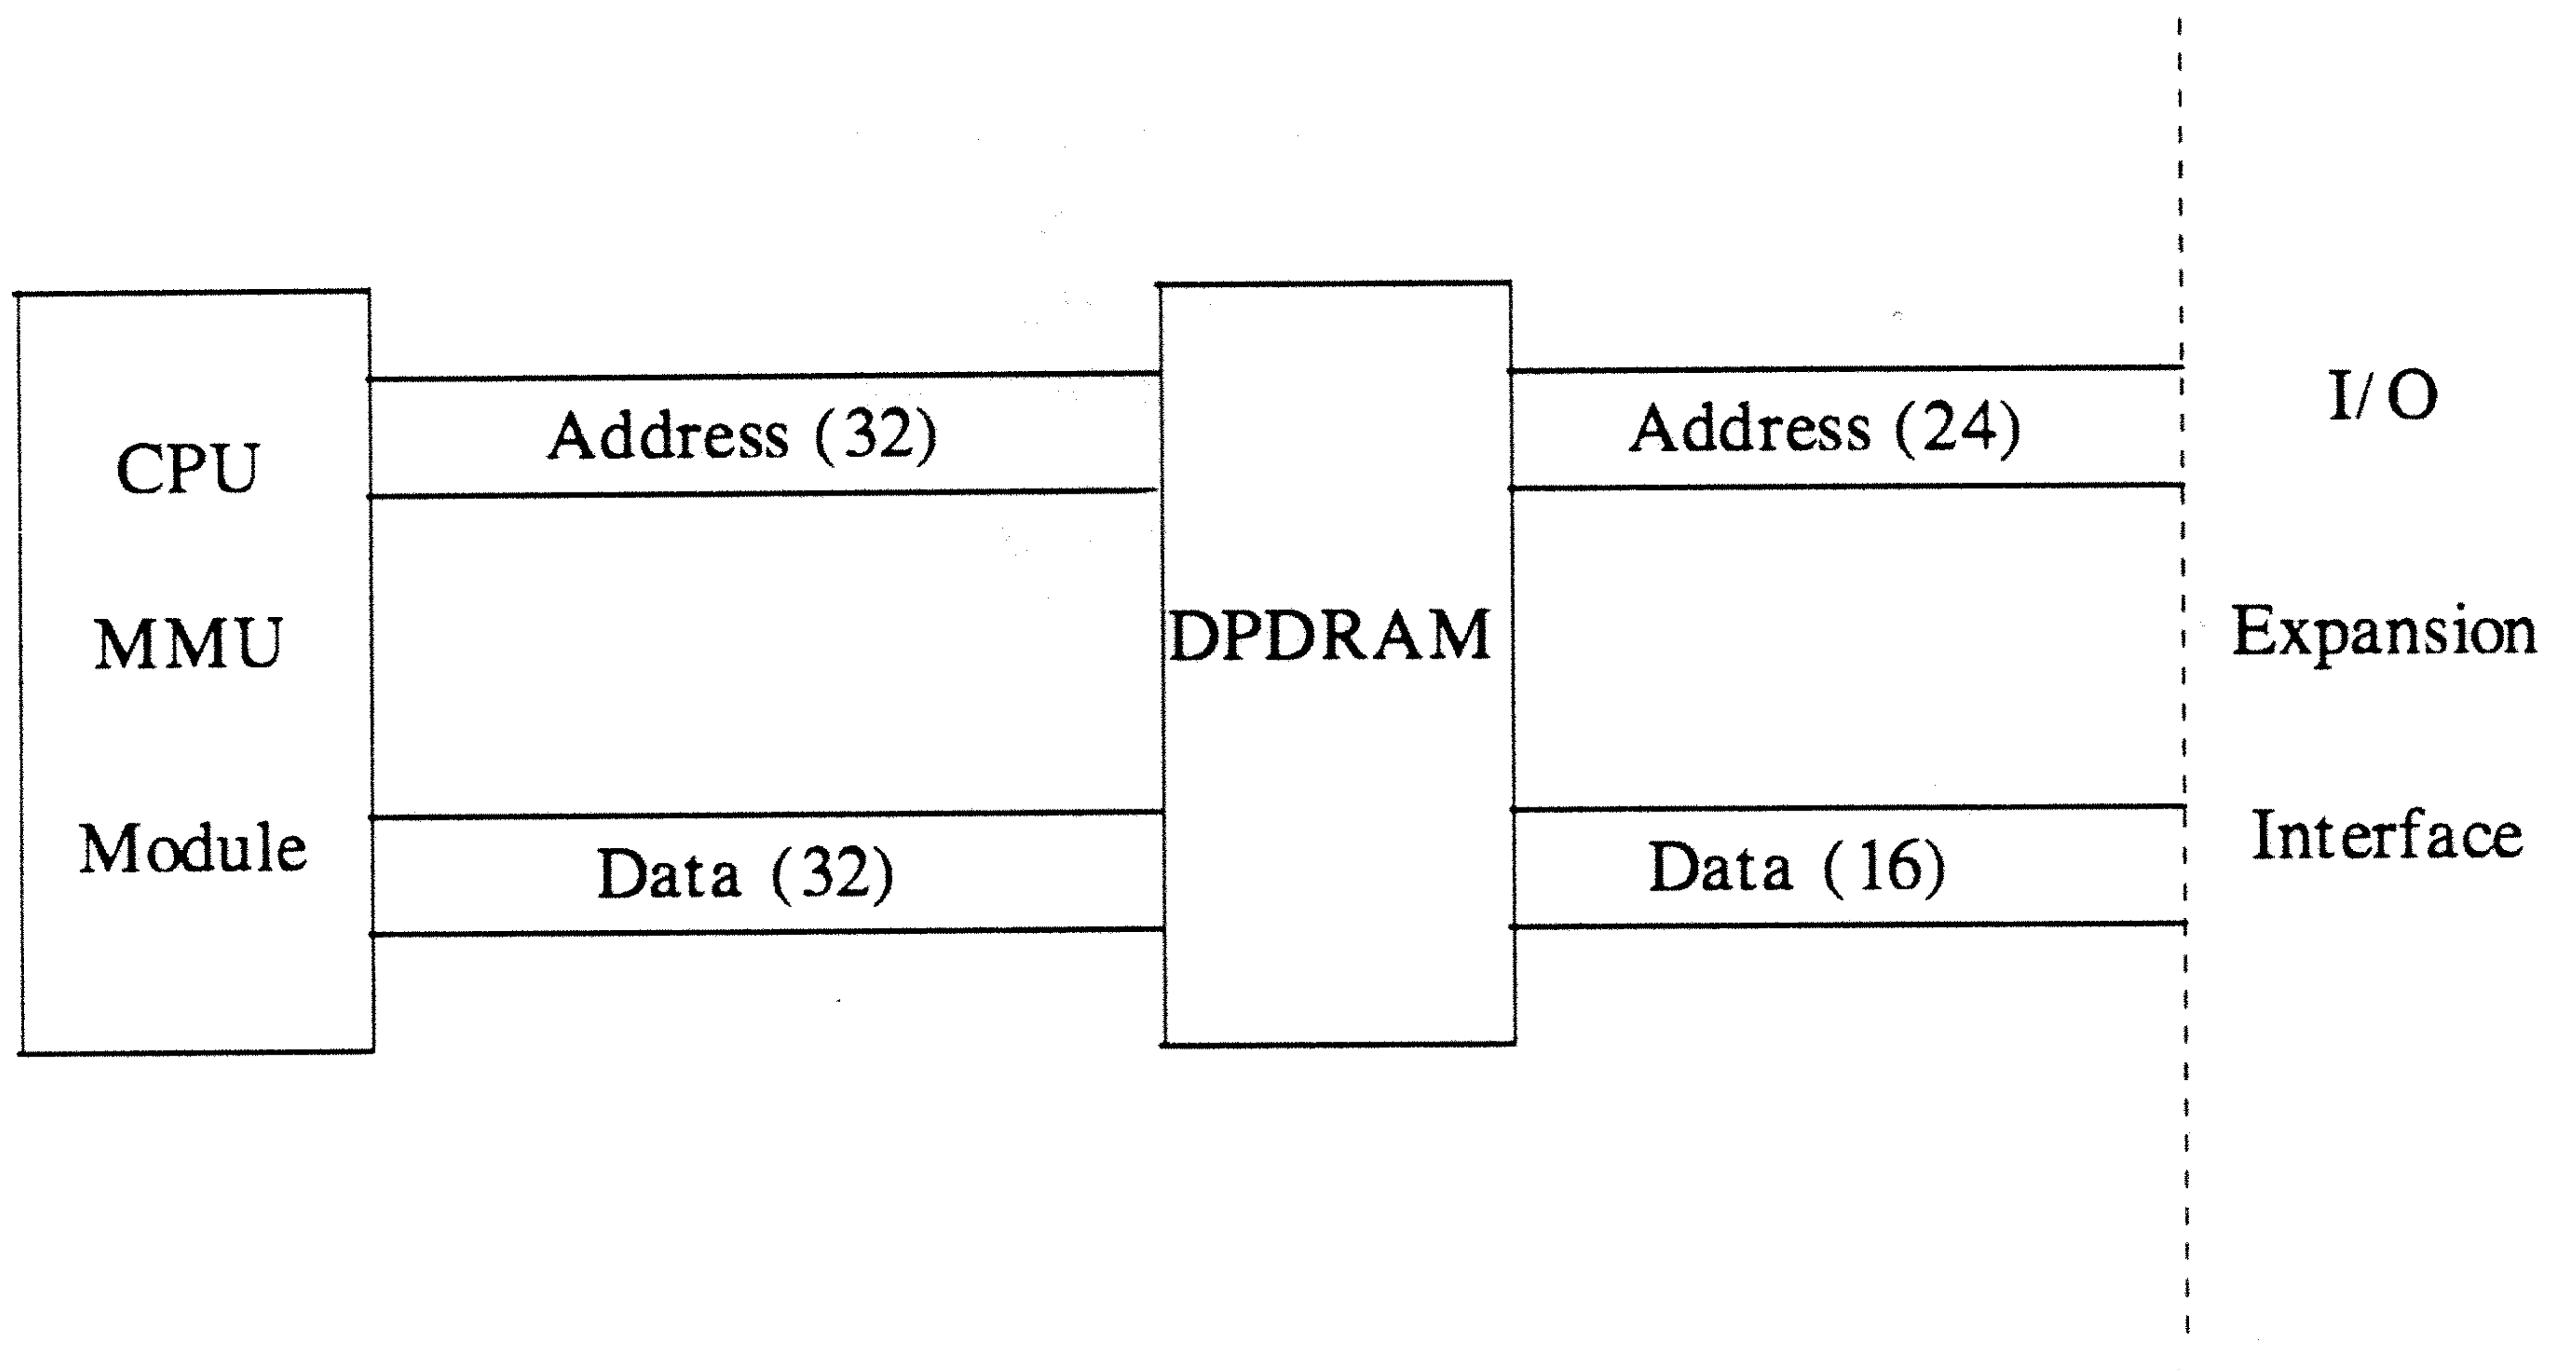 CPU
MMU
Module
Address (32)
Data (32)
DPDRAM
Address (24)
Data (16)
I/O
Expansion
Interface